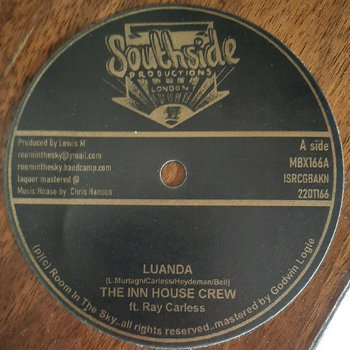 Southside
PRODUCTIONS
LONDON
Produced By Lewis M
roominthesky@ymail.com
roominthesky.bandcamp.com
laquer mastered @
Music House by Chris Hanson
A side
MBX166A
ISRCGBAKN
2201166
LUANDA
(L.Murtagh/Carless/Heydeman/Bell)
THE INN HOUSE CREW
ft. Ray Carless
(p)(c) Room In The Sky..all rights reserved..mastered by Godwin Logie